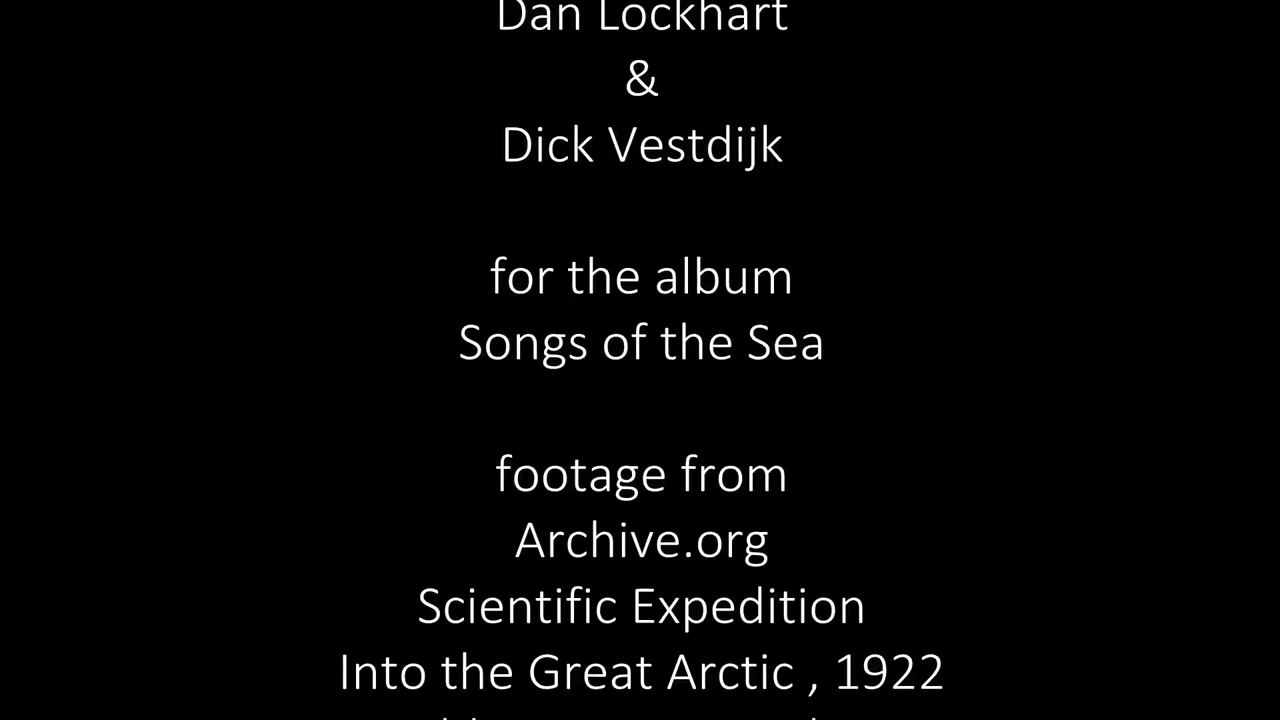 Dan Lockhart
&
Dick Vestdijk
for the album
Songs of the Sea
footage from
Archive.org
Scientific Expedition
Into the Great Arctic , 1922